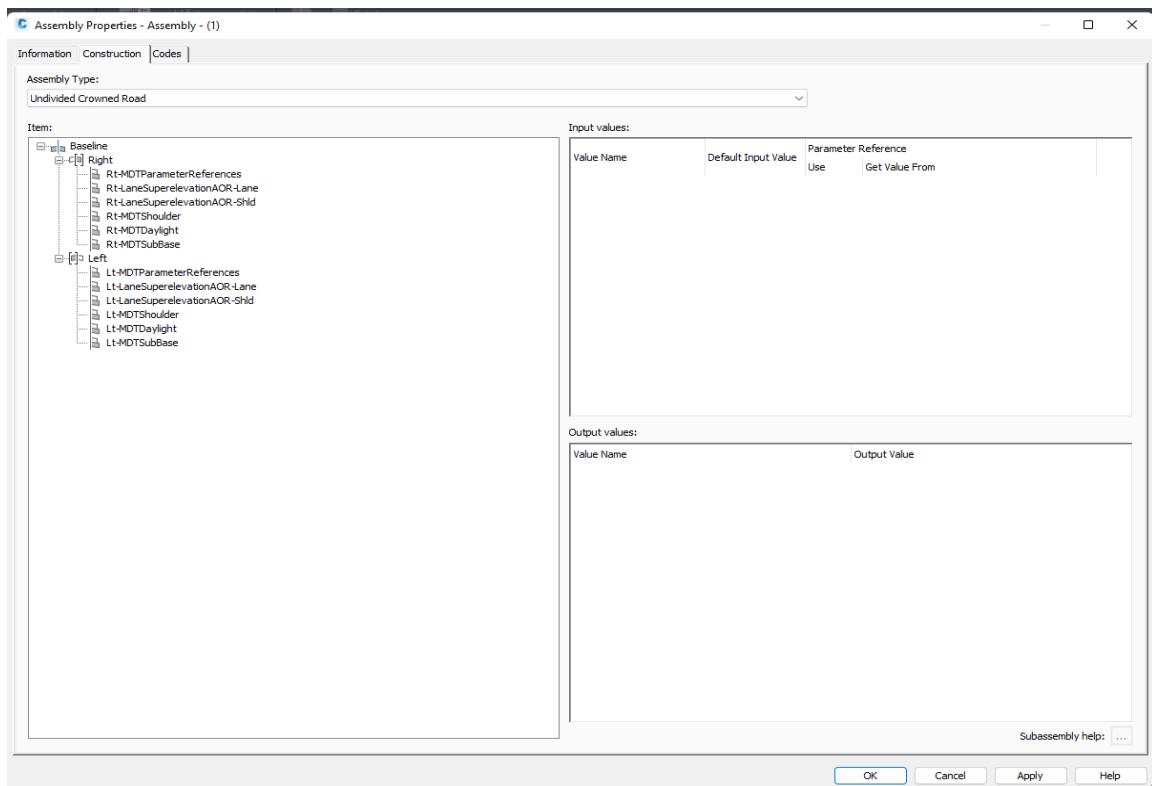 Assembly Properties - Assembly - (1)
Information Construction Codes
Assembly Type:
Undivided Crowned Road
Item:
Baseline
Right
Rt-MDTParameterReferences
Rt-LaneSuperelevationAOR-Lane
Rt-LaneSuperelevationAOR-Shld
Rt-MDTShoulder
Rt-MDTDaylight
Rt-MDTSubBase
Left
Lt-MDTParameterReferences
Lt-LaneSuperelevationAOR-Lane
Lt-LaneSuperelevationAOR-Shld
Lt-MDTShoulder
Lt-MDTDaylight
Lt-MDTSubBase
Input values:
Value Name Default Input Value Parameter Reference
Use Get Value From
Output values:
Value Name Output Value
Subassembly help: ...
OK Cancel Apply Help